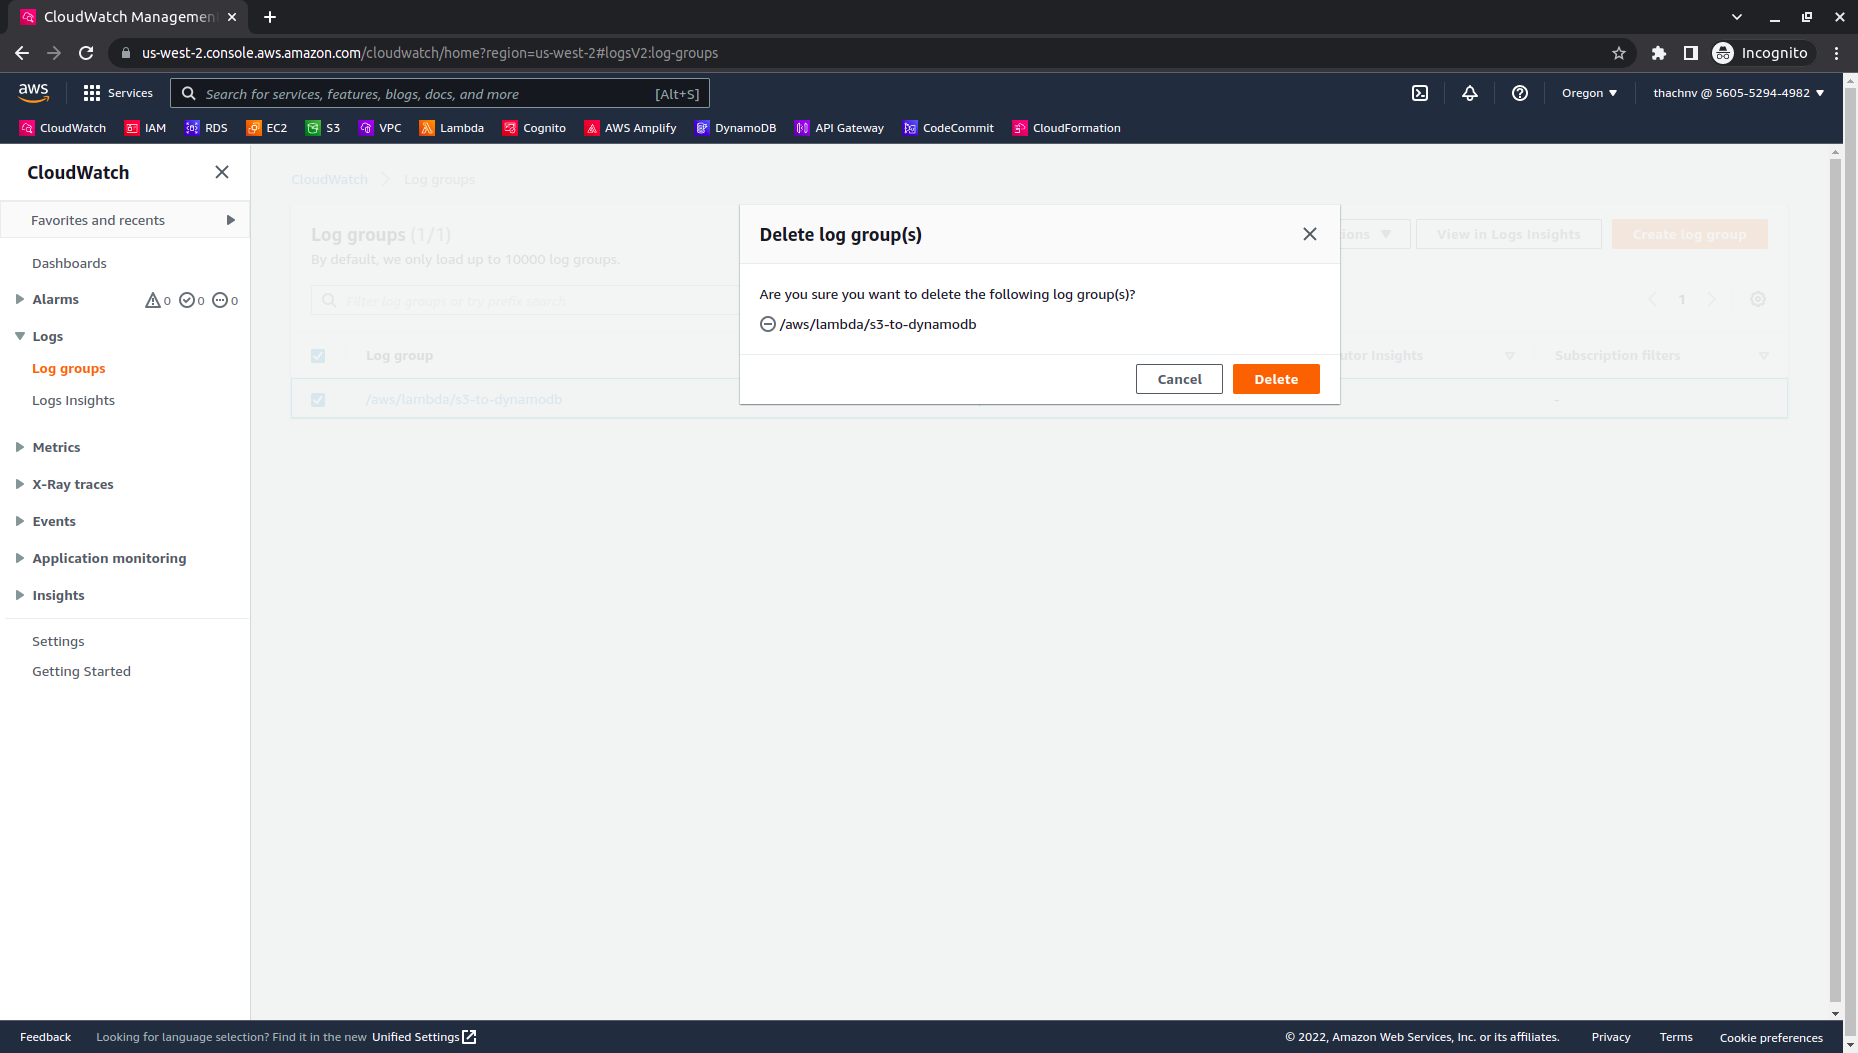 CloudWatch Managemen
us-west-2.console.aws.amazon.com/cloudwatch/home?region=us-west-2#logsV2:log-groups
Incognito
aws
Services
Search for services, features, blogs, docs, and more
[Alt+S]
Oregon
thachnv @ 5605-5294-4982
CloudWatch
IAM
RDS
EC2
S3
VPC
Lambda
Cognito
AWS Amplify
DynamoDB
API Gateway
CodeCommit
CloudFormation
CloudWatch
Favorites and recents
Dashboards
Alarms
0
0
0
Logs
Log groups
Logs Insights
Metrics
X-Ray traces
Events
Application monitoring
Insights
Settings
Getting Started
CloudWatch
Log groups
Log groups (1/1)
By default, we only load up to 10000 log groups.
View in Logs Insights
Create log group
Filter log groups or try prefix search
1
Log group
Subscription filters
/aws/lambda/s3-to-dynamodb
-
Delete log group(s)
Are you sure you want to delete the following log group(s)?
/aws/lambda/s3-to-dynamodb
Cancel
Delete
Feedback
Looking for language selection? Find it in the new Unified Settings
© 2022, Amazon Web Services, Inc. or its affiliates.
Privacy
Terms
Cookie preferences